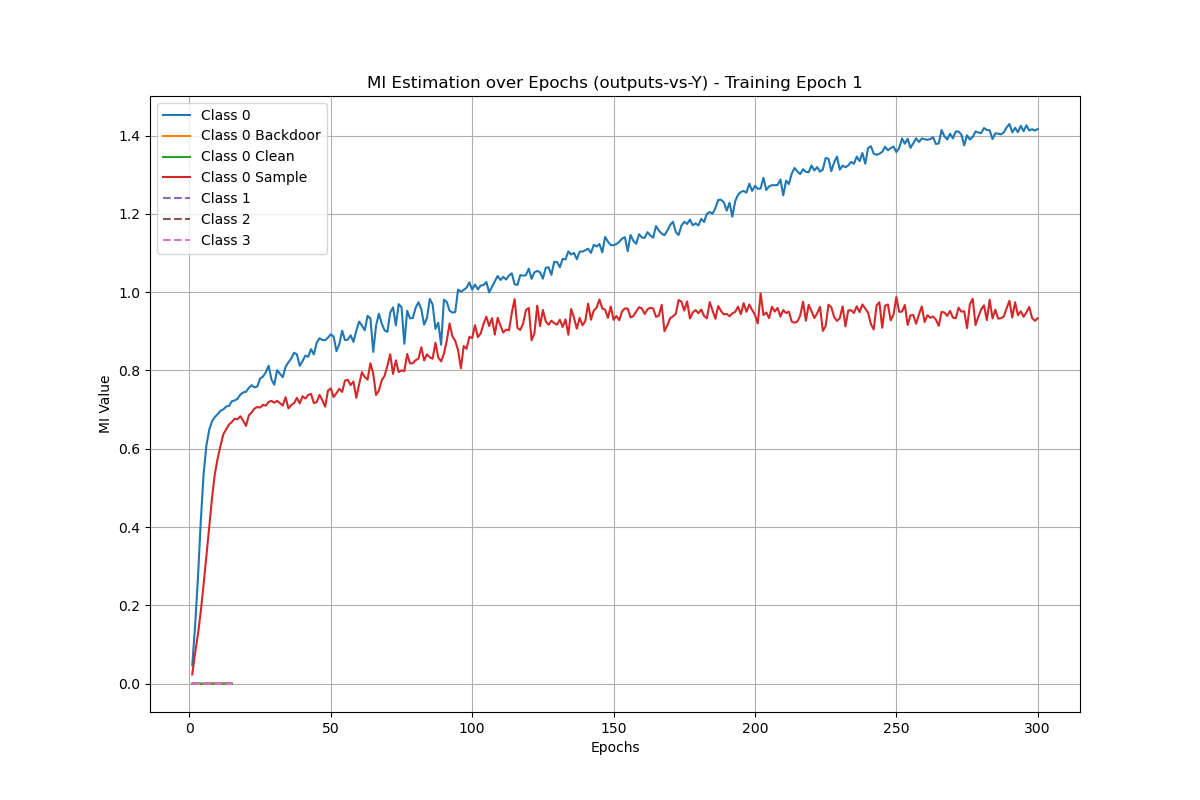 MI Estimation over Epochs (outputs-vs-Y) - Training Epoch 1
Class 0
Class 0 Backdoor
Class 0 Clean
Class 0 Sample
Class 1
Class 2
Class 3
MI Value
1.4
1.2
1.0
0.8
0.6
0.4
0.2
0.0
0
50
100
150
200
250
300
Epochs